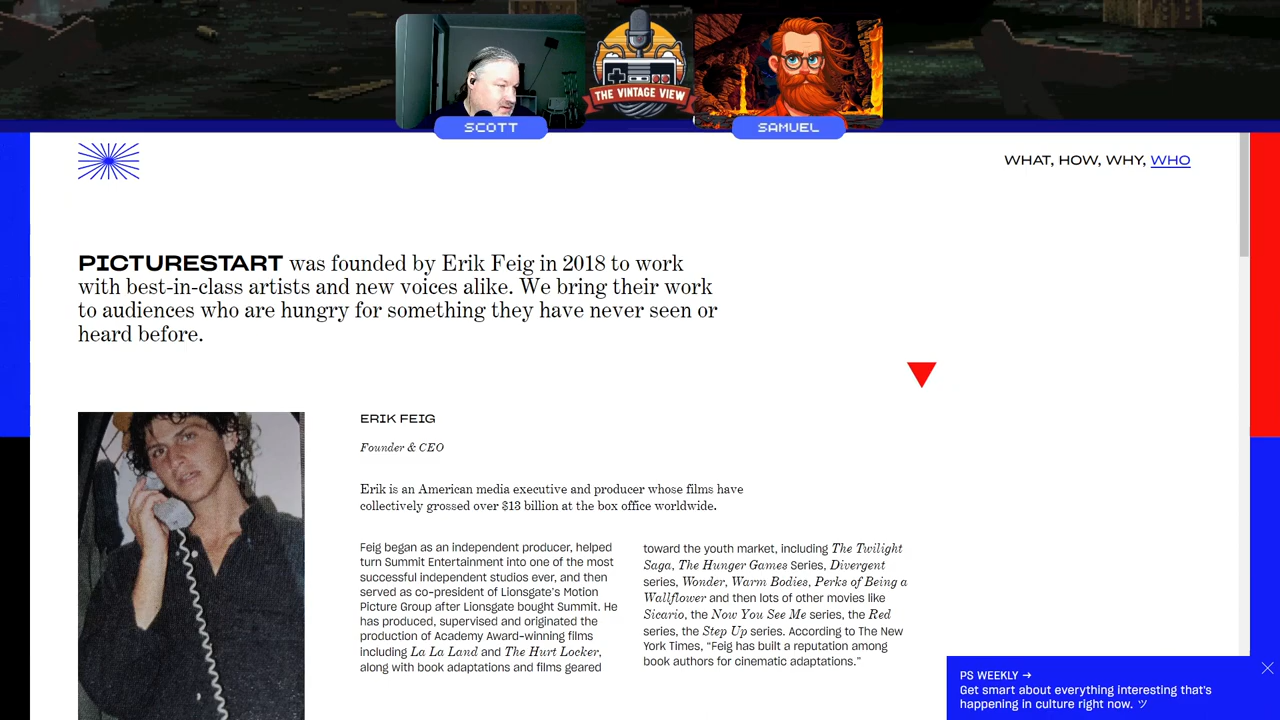 THE VINTAGE VIEW
SCOTT
SAMUEL
WHAT, HOW, WHY, WHO
PICTURESTART was founded by Erik Feig in 2018 to work
with best-in-class artists and new voices alike. We bring their work
to audiences who are hungry for something they have never seen or
heard before.
ERIK FEIG
Founder & CEO
Erik is an American media executive and producer whose films have
collectively grossed over $13 billion at the box office worldwide.
Feig began as an independent producer, helped
turn Summit Entertainment into one of the most
successful independent studios ever, and then
served as co-president of Lionsgate's Motion
Picture Group after Lionsgate bought Summit. He
has produced, supervised and originated the
production of Academy Award-winning films
including La La Land and The Hurt Locker,
along with book adaptations and films geared
toward the youth market, including The Twilight
Saga, The Hunger Games Series, Divergent
series, Wonder, Warm Bodies, Perks of Being a
Wallflower and then lots of other movies like
Sicario, the Now You See Me series, the Red
series, the Step Up series. According to The New
York Times, “Feig has built a reputation among
book authors for cinematic adaptations.”
PS WEEKLY →
Get smart about everything interesting that's
happening in culture right now. ツ